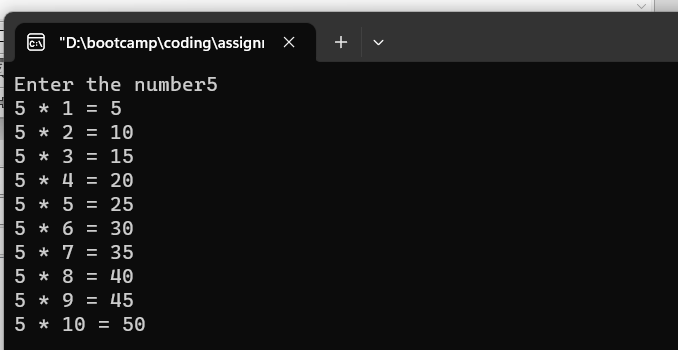 "D:\bootcamp\coding\assignr
Enter the number5
5 * 1 = 5
5 * 2 = 10
5 * 3 = 15
5 * 4 = 20
5 * 5 = 25
5 * 6 = 30
5 * 7 = 35
5 * 8 = 40
5 * 9 = 45
5 * 10 = 50